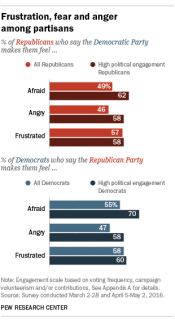 Frustration, fear and anger
among partisans
% of Republicans who say the Democratic Party
makes them feel ...
All Republicans
High political engagement
Republicans
Afraid
49%
62
Angry
46
58
Frustrated
57
58
% of Democrats who say the Republican Party
makes them feel ...
All Democrats
High political engagement
Democrats
Afraid
55%
70
Angry
47
58
Frustrated
58
60
Note: Engagement scale based on voting frequency, campaign
volunteerism and/or contributions. See Appendix A for details.
Source: Survey conducted March 2-28 and April 5-May 2, 2016.
PEW RESEARCH CENTER